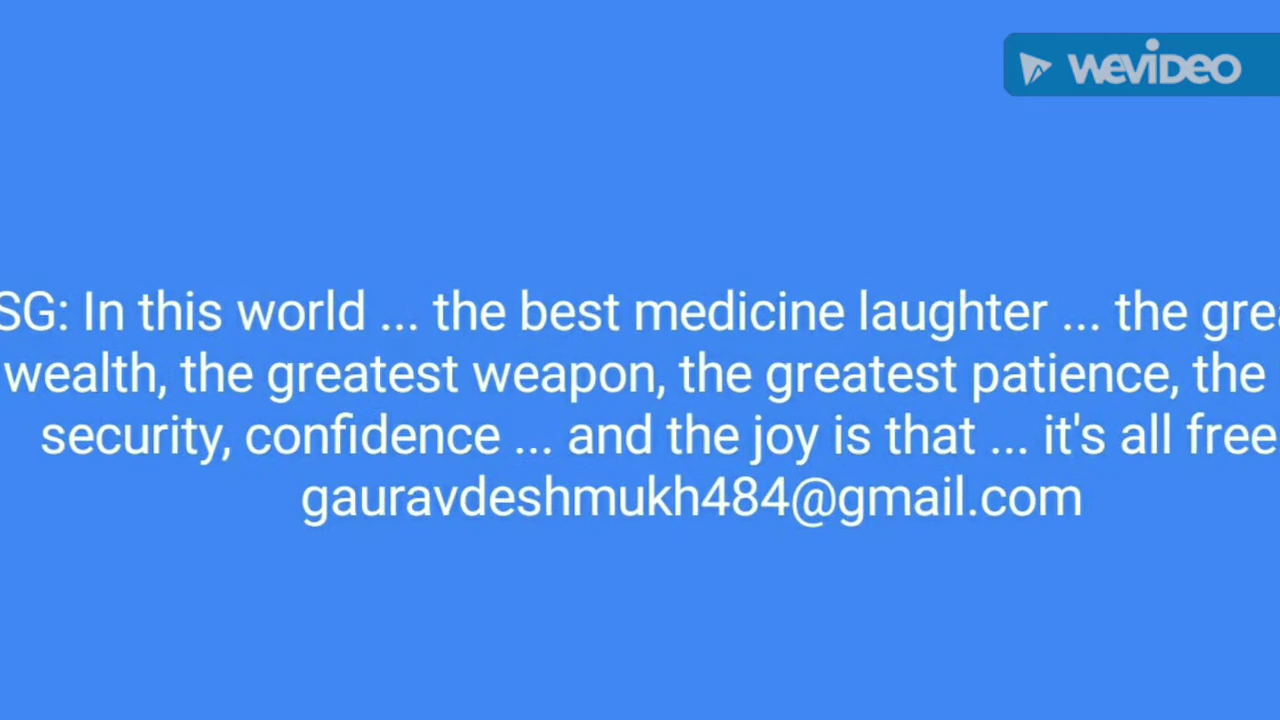 WEVIDEO
SG: In this world ... the best medicine laughter ... the
wealth, the greatest weapon, the greatest patience, the
security, confidence ... and the joy is that ... it's all free
gauravdeshmukh484@gmail.com